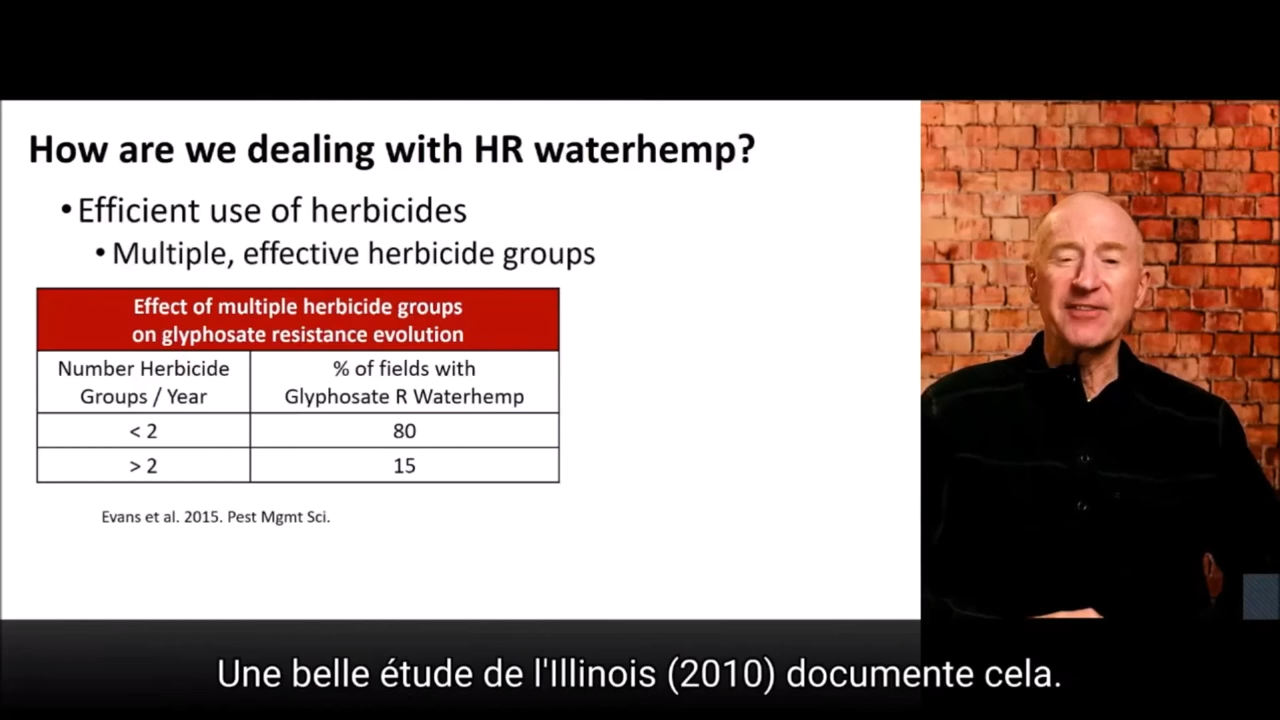 How are we dealing with HR waterhemp?
•Efficient use of herbicides
•Multiple, effective herbicide groups
Effect of multiple herbicide groups
on glyphosate resistance evolution
Number Herbicide
Groups / Year
% of fields with
Glyphosate R Waterhemp
< 2
80
> 2
15
Evans et al. 2015. Pest Mgmt Sci.
Une belle étude de l'Illinois (2010) documente cela.